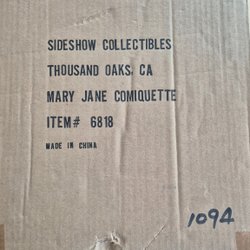 SIDESHOW COLLECTIBLES
THOUSAND OAKS, CA
MARY JANE COMIQUETTE
ITEM# 6818
MADE IN CHINA
1094